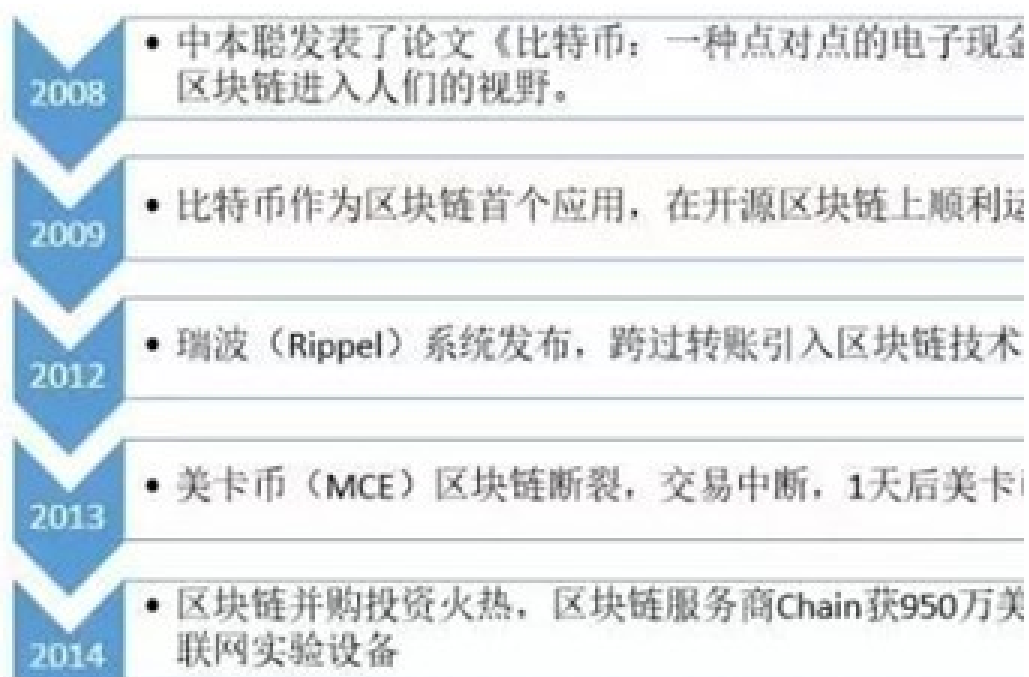 2008
中本聪发表了论文《比特币：一种点对点的电子现金
区块链进入人们的视野。
2009
比特币作为区块链首个应用，在开源区块链上顺利运
2012
瑞波（Rippel）系统发布，跨过转账引入区块链技术
2013
美卡币（MCE）区块链断裂，交易中断，1天后美卡
2014
区块链并购投资火热，区块链服务商Chain获950万美
联网实验设备